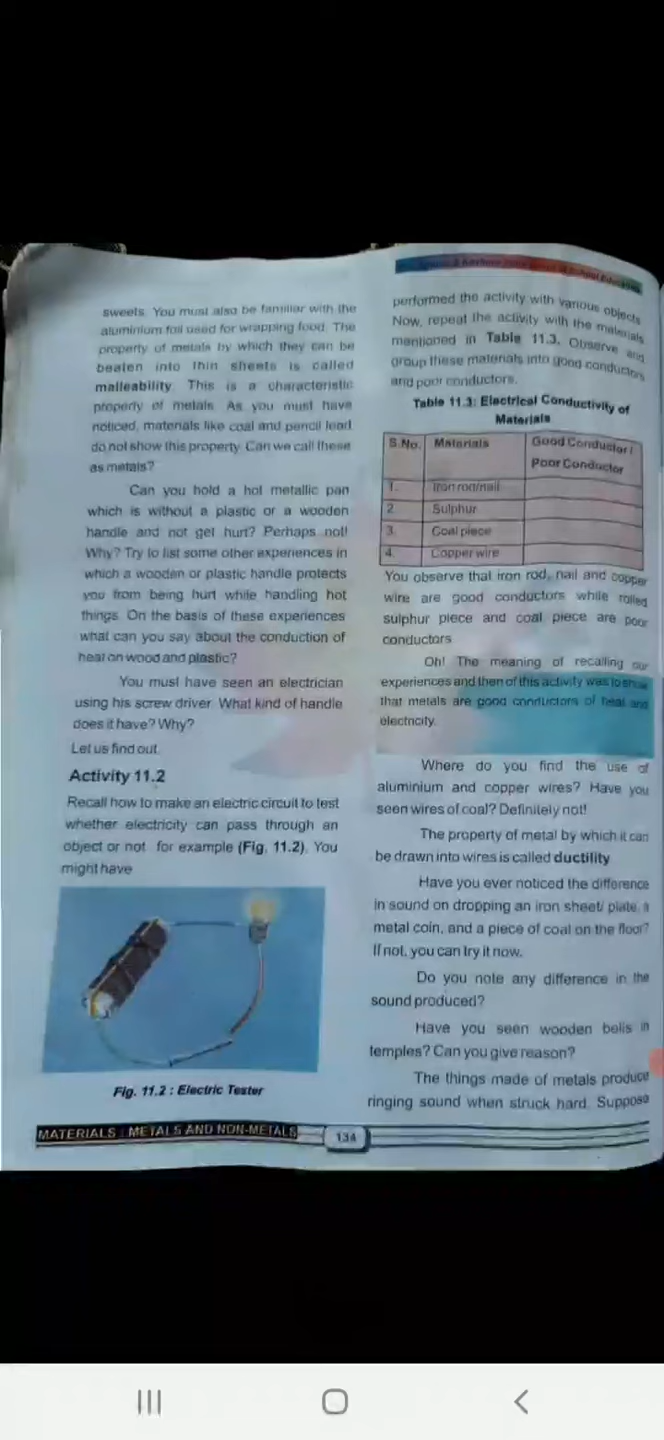 sweets. You must also be familiar with the
aluminium foil used for wrapping food. The
property of metals by which they can be
beaten into thin sheets is called
malleability. This is a characteristic
property of metals. As you must have
noticed, materials like coal and pencil lead
do not show this property. Can we call these
as metals?
Can you hold a hot metallic pan
which is without a plastic or a wooden
handle and not get hurt? Perhaps not!
Why? Try to list some other experiences in
which a wooden or plastic handle protects
you from being hurt while handling hot
things. On the basis of these experiences
what can you say about the conduction of
heat on wood and plastic?
You must have seen an electrician
using his screw driver. What kind of handle
does it have? Why?
Let us find out.
Activity 11.2
Recall how to make an electric circuit to test
whether electricity can pass through an
object or not for example (Fig. 11.2). You
might have
Fig. 11.2 : Electric Tester
School Education
performed the activity with various objects.
Now, repeat the activity with the materials
mentioned in Table 11.3. Observe and
group these materials into good conductors
and poor conductors.
Table 11.3: Electrical Conductivity of
Materials
S.No. Materials Good Conductor /
Poor Conductor
1. Iron rod/nail
2. Sulphur
3. Coal piece
4. Copper wire
You observe that iron rod, nail and copper
wire are good conductors while rolled
sulphur piece and coal piece are poor
conductors
Oh! The meaning of recalling our
experiences and then of this activity was to show
that metals are good conductors of heat and
electricity.
Where do you find the use of
aluminium and copper wires? Have you
seen wires of coal? Definitely not!
The property of metal by which it can
be drawn into wires is called ductility
Have you ever noticed the difference
in sound on dropping an iron sheet/ plate, a
metal coin, and a piece of coal on the floor?
If not, you can try it now.
Do you note any difference in the
sound produced?
Have you seen wooden bells in
temples? Can you give reason?
The things made of metals produce
ringing sound when struck hard. Suppose
MATERIALS : METALS AND NON-METALS
134